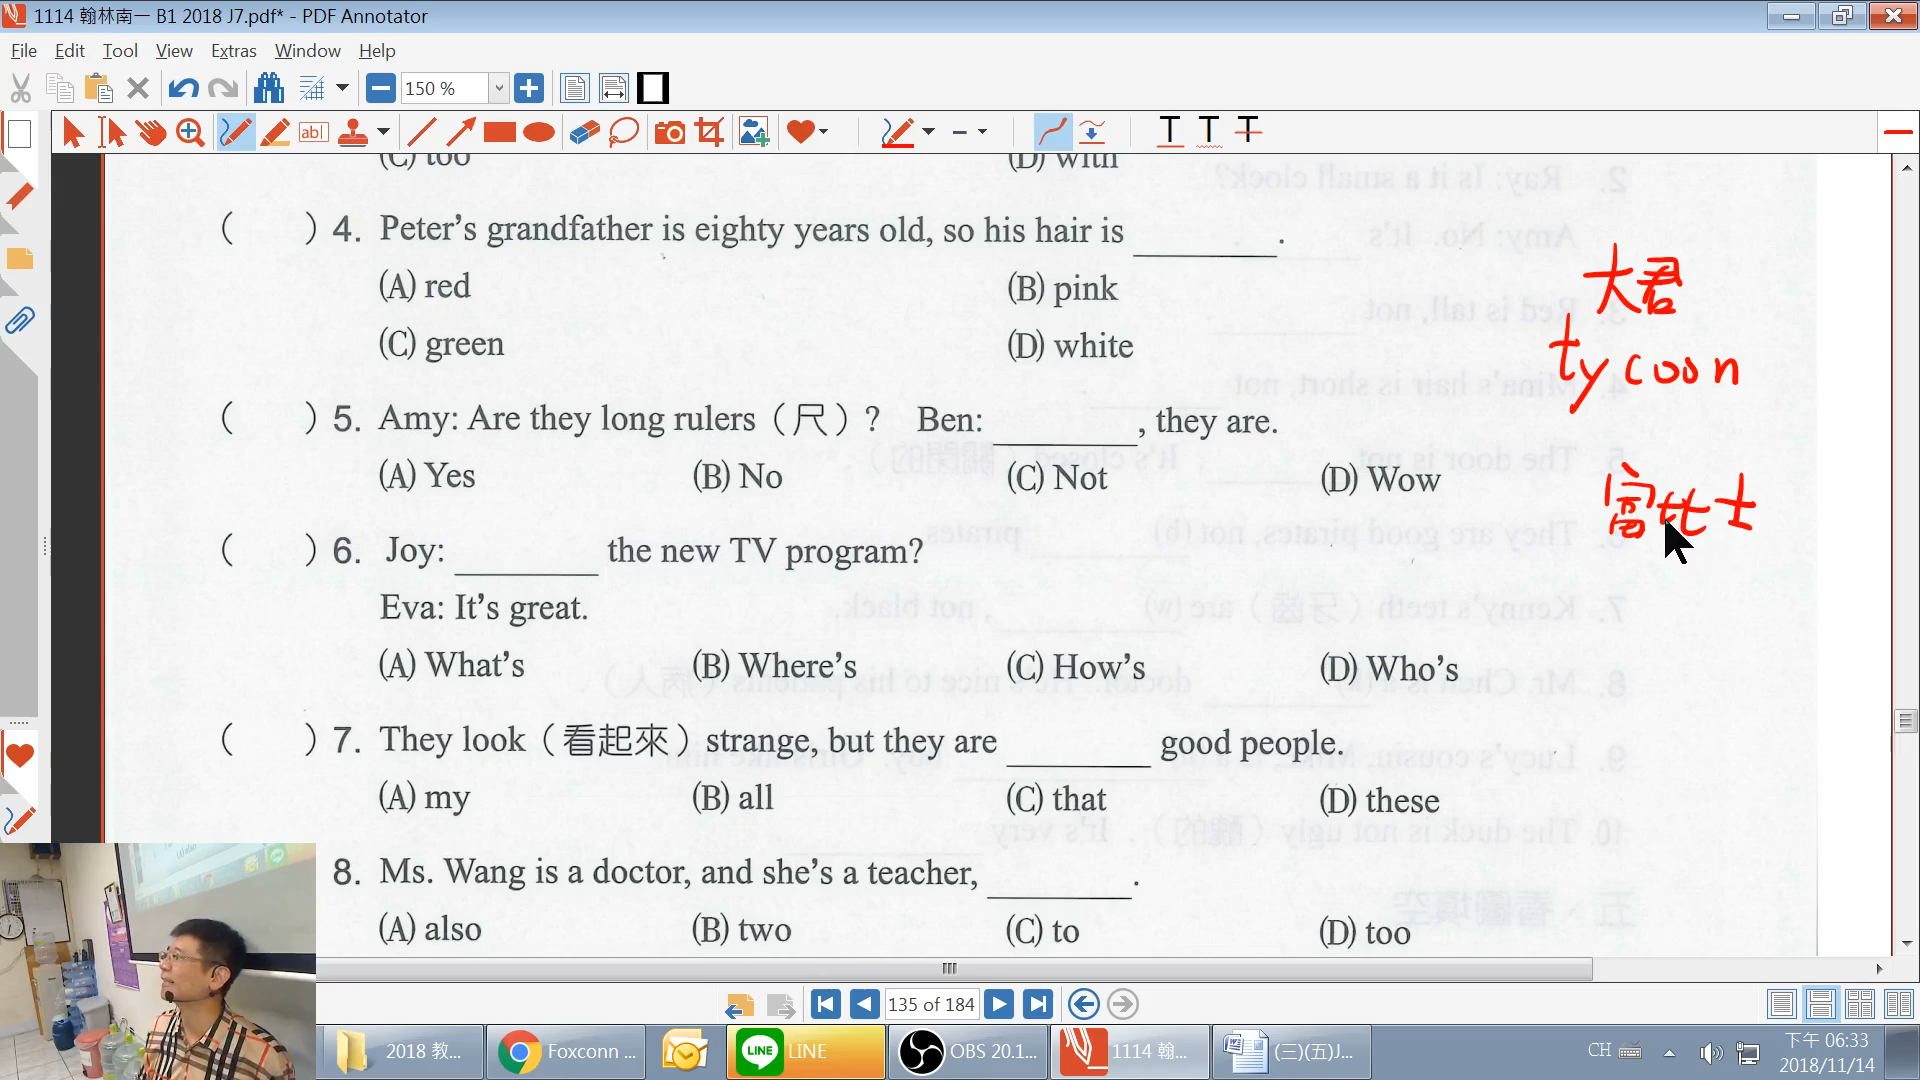 1114 翰林南一 B1 2018 J7.pdf* - PDF Annotator
File Edit Tool View Extras Window Help
150 %
(C) too (D) with
( ) 4. Peter's grandfather is eighty years old, so his hair is ________.
(A) red (B) pink
(C) green (D) white
( ) 5. Amy: Are they long rulers（尺）? Ben: ________, they are.
(A) Yes (B) No (C) Not (D) Wow
( ) 6. Joy: ________ the new TV program?
Eva: It's great.
(A) What's (B) Where's (C) How's (D) Who's
( ) 7. They look（看起來）strange, but they are ________ good people.
(A) my (B) all (C) that (D) these
8. Ms. Wang is a doctor, and she's a teacher, ________.
(A) also (B) two (C) to (D) too
大君
tycoon
富比士
135 of 184
2018 教...
Foxconn ...
LINE
OBS 20.1...
1114 翰...
(三)(五)J...
CH
下午 06:33
2018/11/14